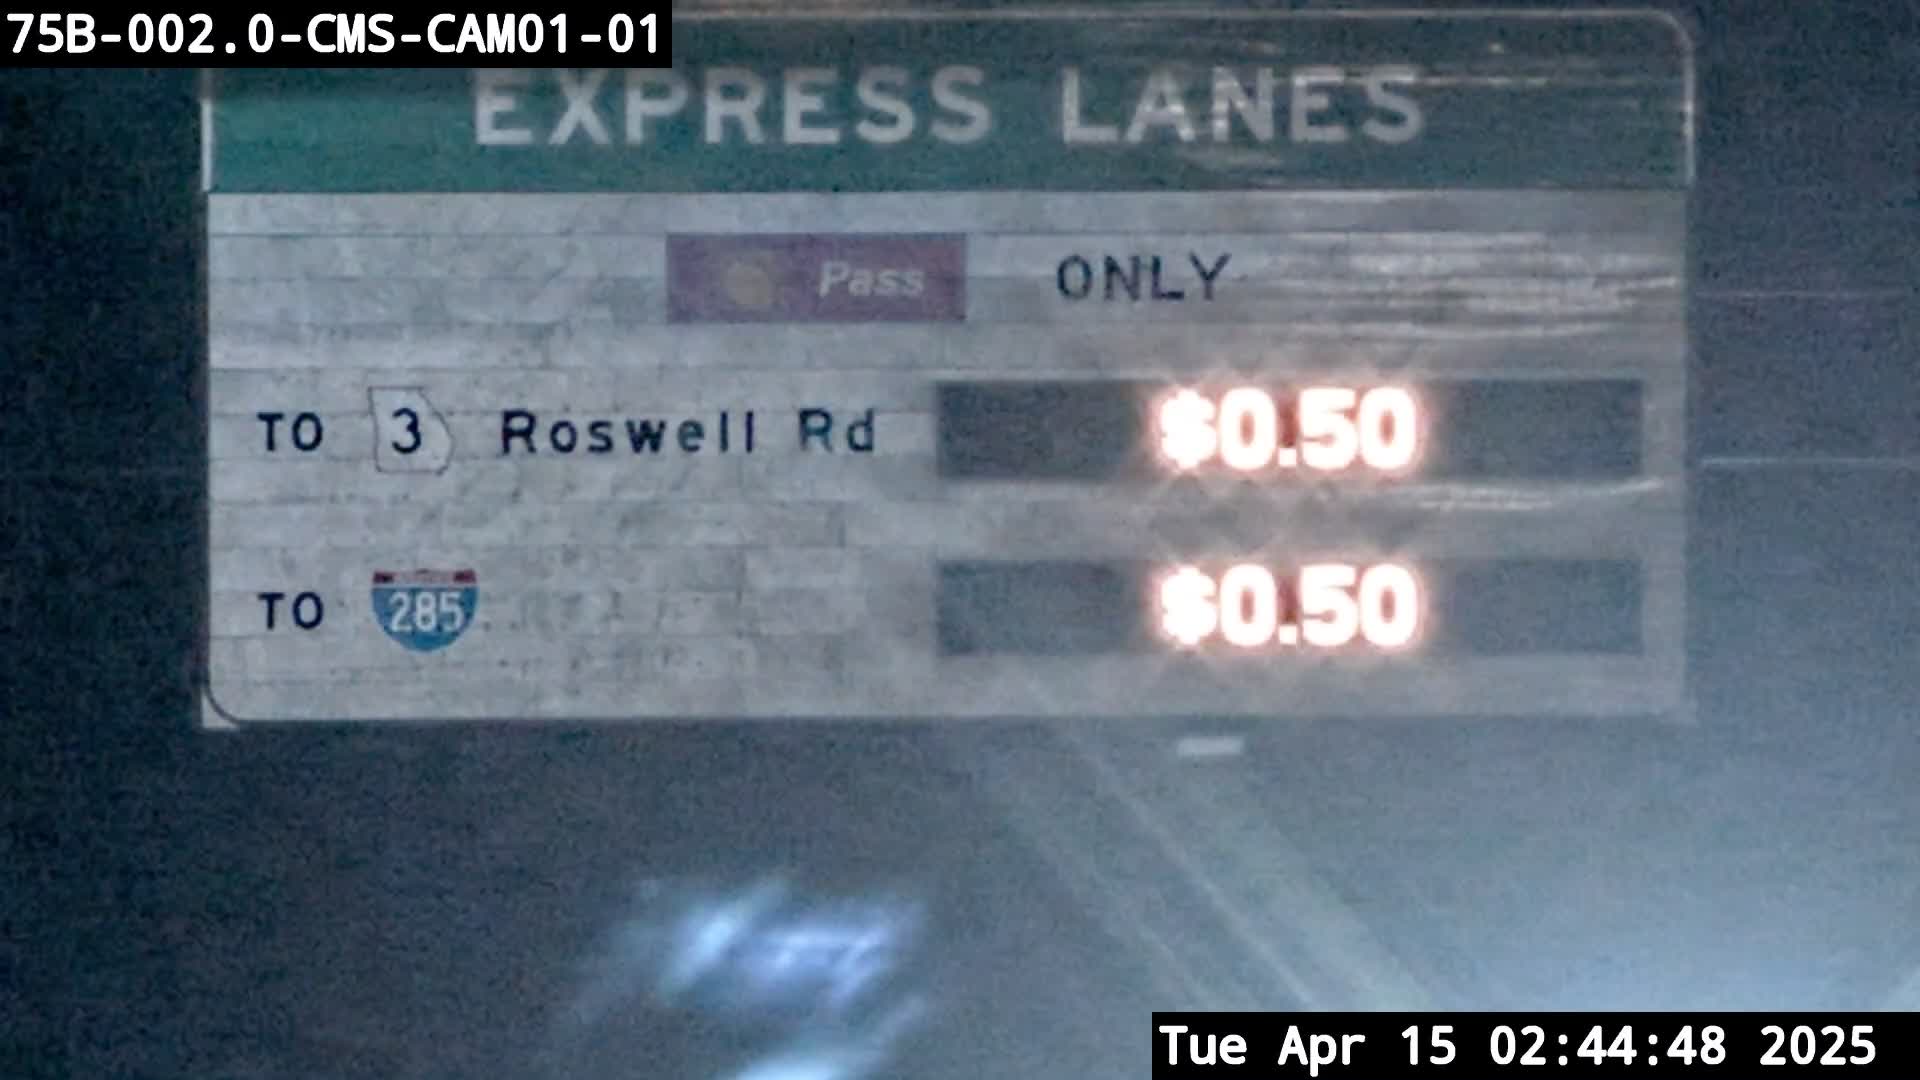 75B-002.0-CMS-CAM01-01
EXPRESS LANES
Pass ONLY
TO 3 Roswell Rd $0.50
TO 285 $0.50
Tue Apr 15 02:44:48 2025